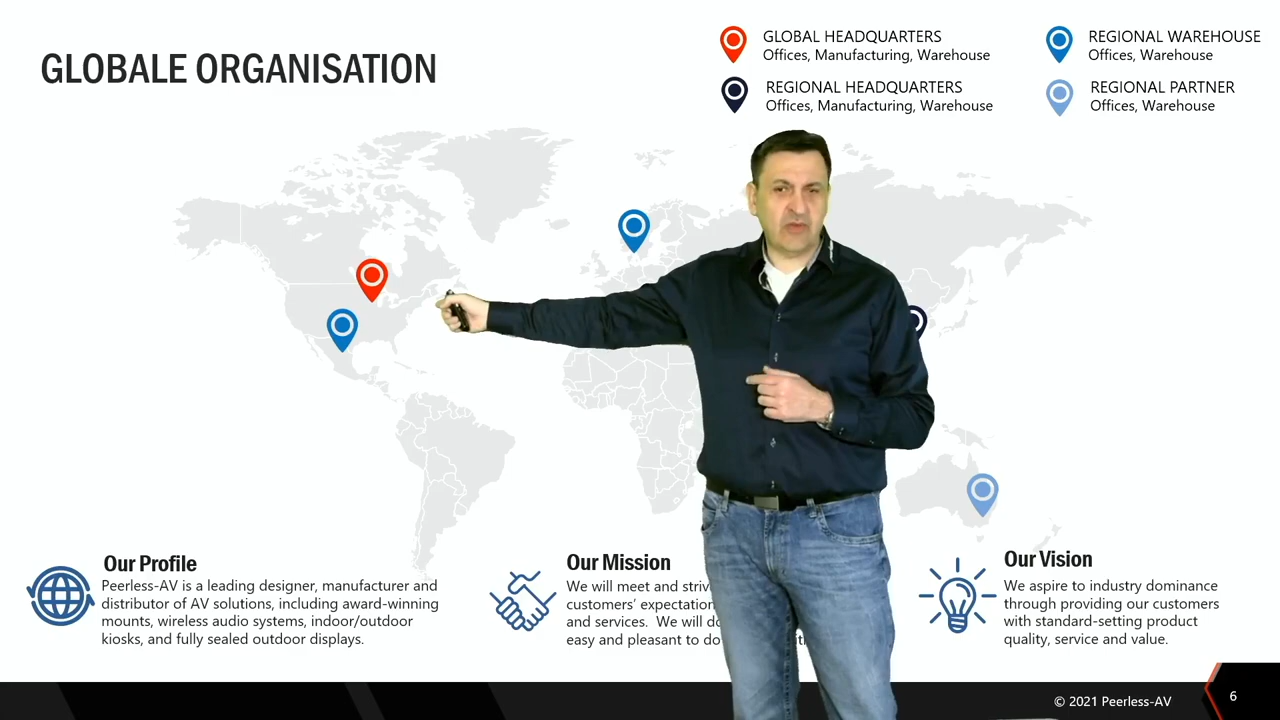 GLOBALE ORGANISATION
GLOBAL HEADQUARTERS
Offices, Manufacturing, Warehouse
REGIONAL HEADQUARTERS
Offices, Manufacturing, Warehouse
REGIONAL WAREHOUSE
Offices, Warehouse
REGIONAL PARTNER
Offices, Warehouse
Our Profile
Peerless-AV is a leading designer, manufacturer and
distributor of AV solutions, including award-winning
mounts, wireless audio systems, indoor/outdoor
kiosks, and fully sealed outdoor displays.
Our Mission
We will meet and
customers’
and services. We will
easy and pleasant to
Our Vision
We aspire to industry dominance
through providing our customers
with standard-setting product
quality, service and value.
© 2021 Peerless-AV
6